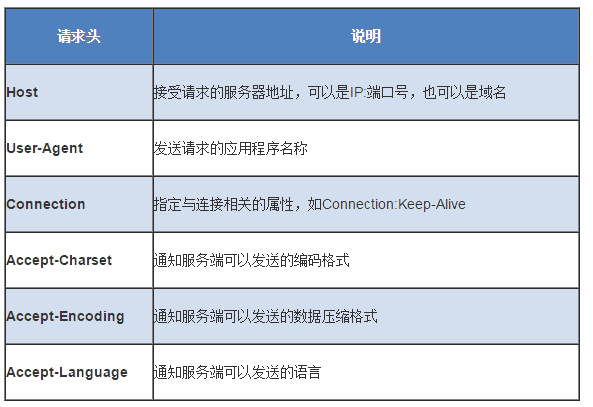 请求头 说明
Host 接受请求的服务器地址，可以是IP:端口号，也可以是域名
User-Agent 发送请求的应用程序名称
Connection 指定与连接相关的属性，如Connection:Keep-Alive
Accept-Charset 通知服务端可以发送的编码格式
Accept-Encoding 通知服务端可以发送的数据压缩格式
Accept-Language 通知服务端可以发送的语言